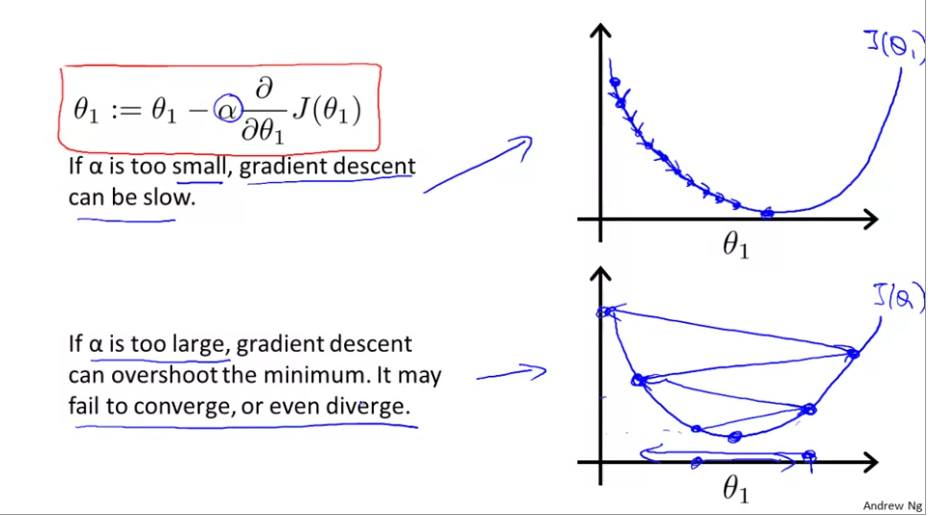 θ₁ := θ₁ − α ∂/∂θ₁ J(θ₁)
If α is too small, gradient descent
can be slow.
J(θ₁)
θ₁
If α is too large, gradient descent
can overshoot the minimum. It may
fail to converge, or even diverge.
J(θ)
θ₁
Andrew Ng